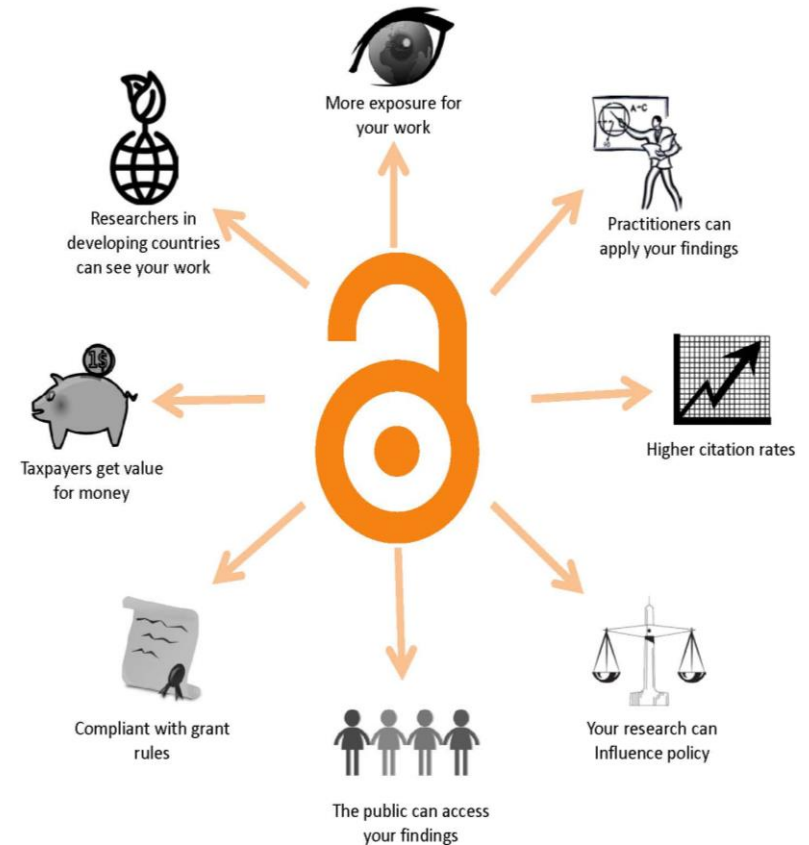 More exposure for
your work
Practitioners can
apply your findings
Higher citation rates
Your research can
Influence policy
The public can access
your findings
Compliant with grant
rules
Taxpayers get value
for money
Researchers in
developing countries
can see your work
A-C
1$